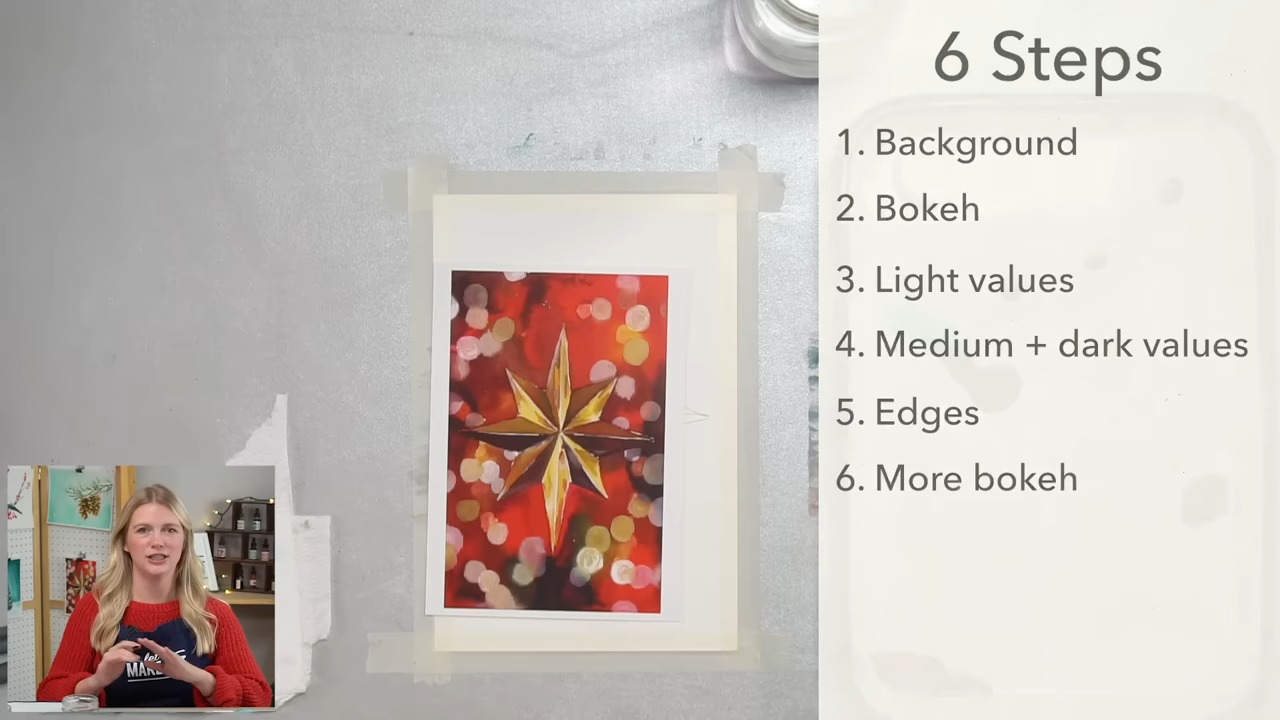 6 Steps
1. Background
2. Bokeh
3. Light values
4. Medium + dark values
5. Edges
6. More bokeh